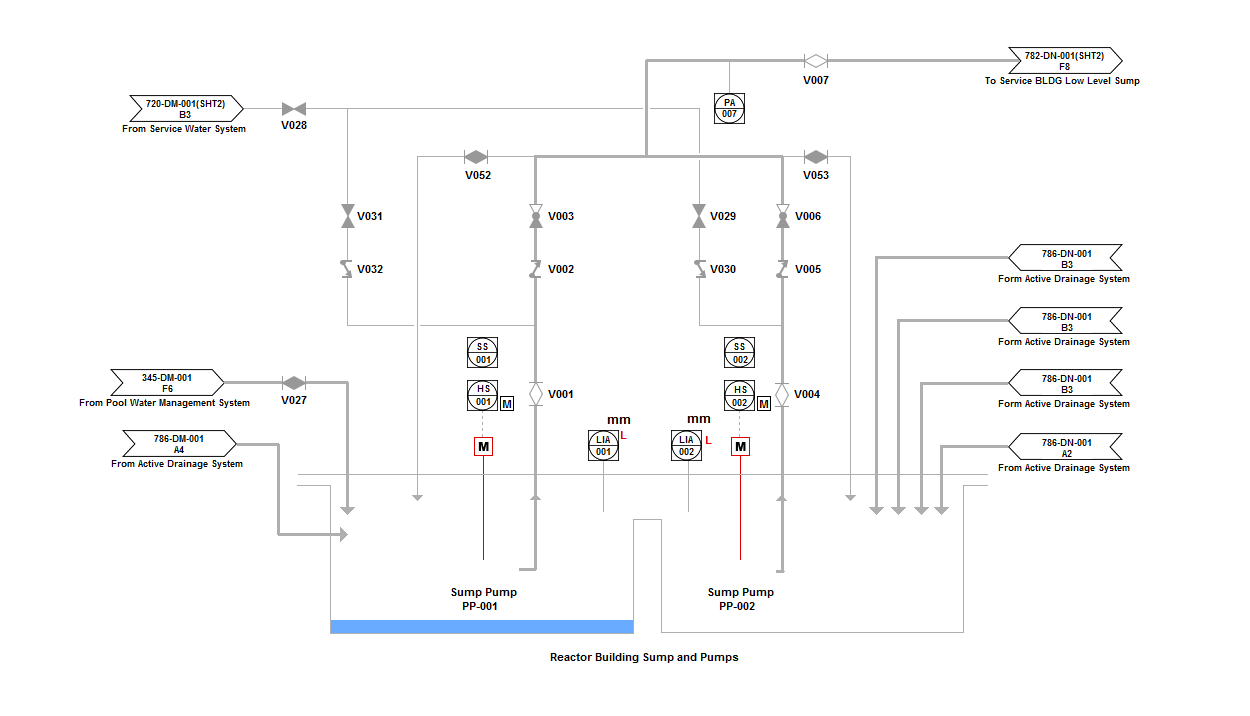 782-DN-001(SHT2)
F8
To Service BLDG Low Level Sump
V007
720-DM-001(SHT2)
B3
From Service Water System
V028
PA
007
V052
V053
V031
V003
V029
V006
V032
V002
V030
V005
786-DN-001
B3
Form Active Drainage System
786-DN-001
B3
Form Active Drainage System
SS
001
SS
002
345-DM-001
F6
From Pool Water Management System
V027
HS
001
M
V001
HS
002
M
V004
786-DN-001
B3
From Active Drainage System
mm
mm
786-DM-001
A4
From Active Drainage System
M
LIA
001
L
LIA
002
L
M
786-DN-001
A2
From Active Drainage System
Sump Pump
PP-001
Sump Pump
PP-002
Reactor Building Sump and Pumps